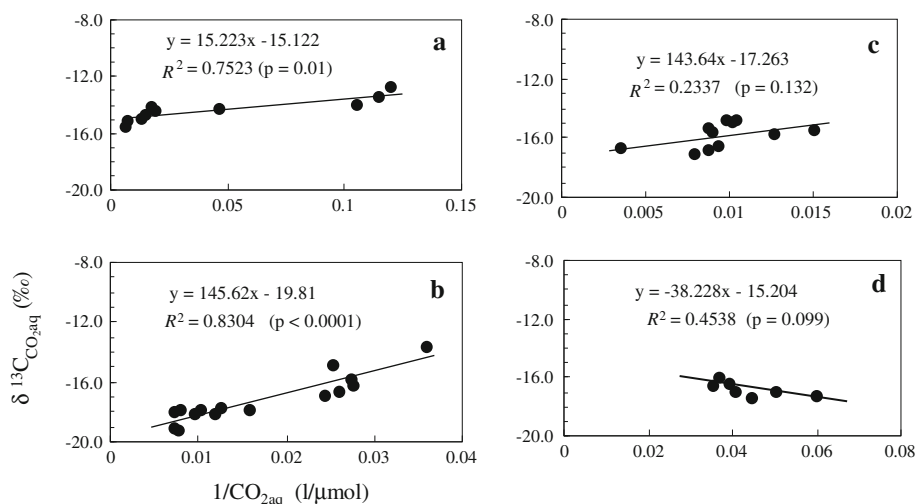 -8.0
-12.0
-16.0
-20.0
y = 15.223x -15.122
R² = 0.7523 (p = 0.01)
a
0
0.05
0.1
0.15
-8.0
-12.0
-16.0
-20.0
y = 143.64x - 17.263
R² = 0.2337 (p = 0.132)
c
0
0.005
0.01
0.015
0.02
δ ¹³C CO₂aq (‰)
-8.0
-12.0
-16.0
-20.0
y = 145.62x - 19.81
R² = 0.8304 (p < 0.0001)
b
0
0.01
0.02
0.03
0.04
1/CO₂aq (l/μmol)
-8.0
-12.0
-16.0
-20.0
y = -38.228x - 15.204
R² = 0.4538 (p = 0.099)
d
0
0.02
0.04
0.06
0.08